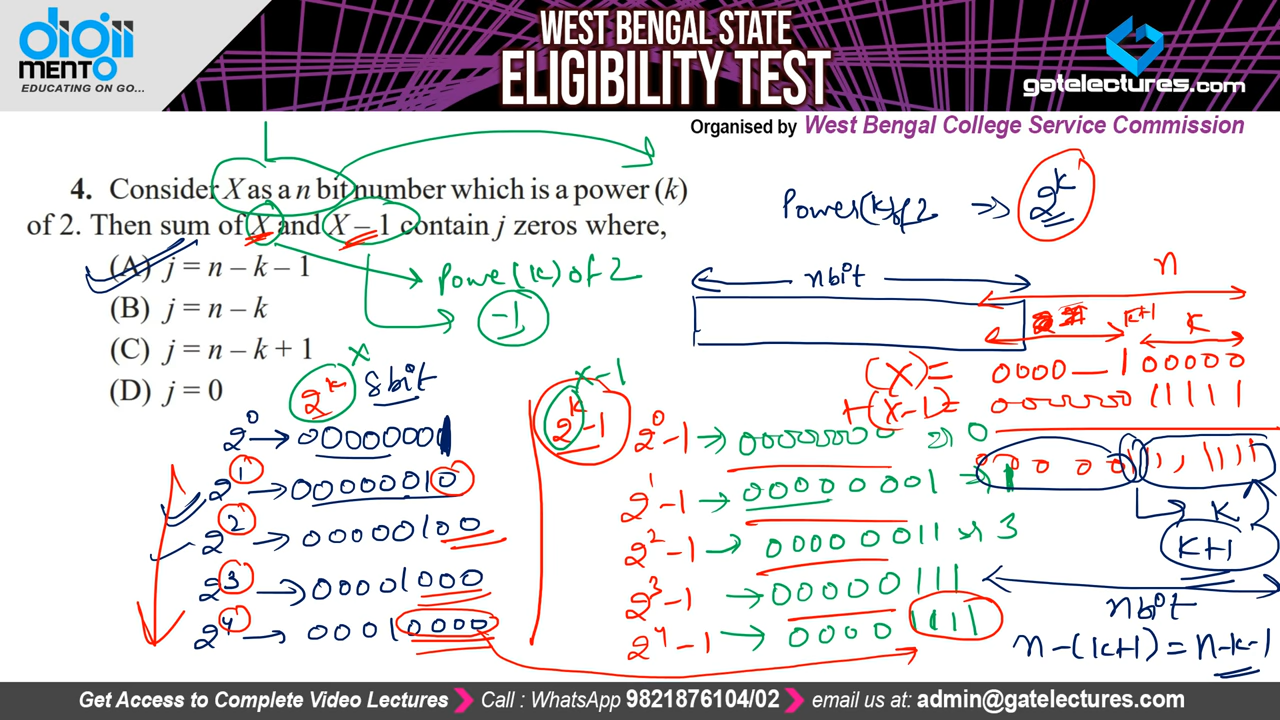 digii
MENTO
EDUCATING ON GO...
WEST BENGAL STATE
ELIGIBILITY TEST
gatelectures.com
Organised by West Bengal College Service Commission
4. Consider X as a n bit number which is a power (k)
of 2. Then sum of X and X – 1 contain j zeros where,
(A) j = n – k – 1
(B) j = n – k
(C) j = n – k + 1
(D) j = 0
Power(k) of 2 ⇒ 2^k
Powe(k) of 2
-1
n bit
n
k+1
k
(X) = 0000—100000
+(X-1)= 00000001111
k
k+1
n bit
n-(k+1) = n-k-1
2^k X 8 bit
2^0 → 00000001
2^1 → 00000010
2^2 → 00000100
2^3 → 00001000
2^4 → 00010000
X-1
2^k-1
2^0-1 → 00000000 ⇒ 0
2^1-1 → 00000001 → 1
2^2-1 → 00000011 ⇒ 3
2^3-1 → 00000111
2^4-1 → 00001111
Get Access to Complete Video Lectures
Call : WhatsApp 9821876104/02
email us at: admin@gatelectures.com